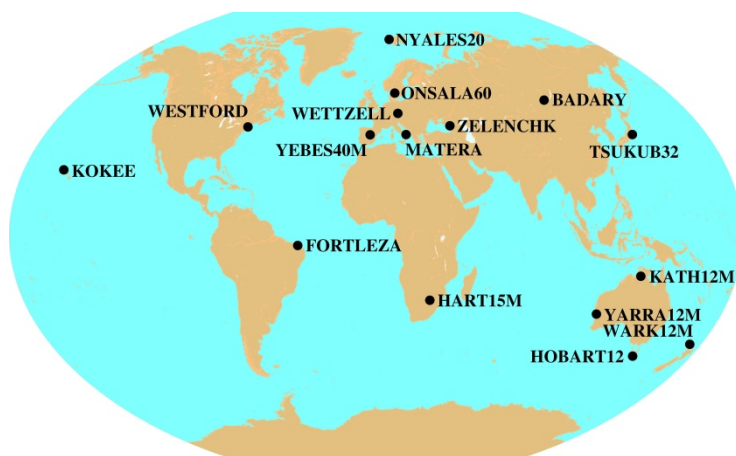 NYALES20
ONSALA60
BADARY
WESTFORD
WETTZELL
ZELENCHK
YEBES40M
MATERA
TSUKUB32
KOKEE
FORTLEZA
KATH12M
HART15M
YARRA12M
WARK12M
HOBART12